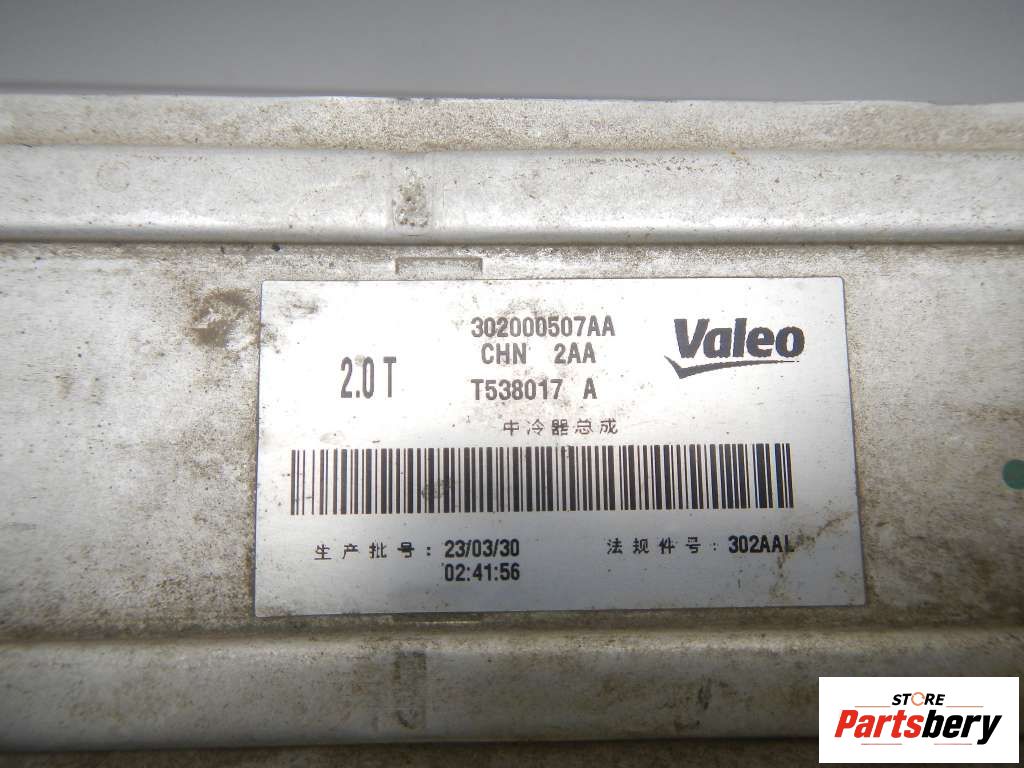 302000507AA
CHN 2AA
2.0 T
T538017 A
Valeo
中冷器总成
生产批号: 23/03/30
02:41:56
法规件号: 302AAL
STORE
Partsbery